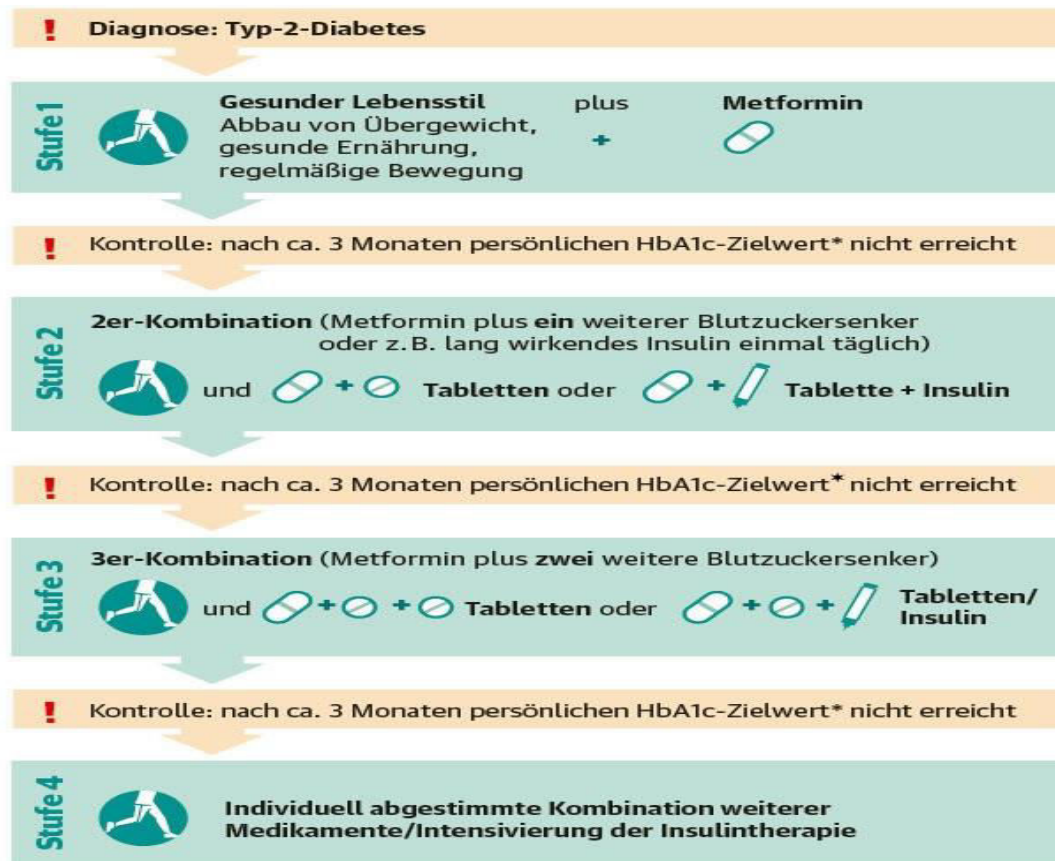 ! Diagnose: Typ-2-Diabetes
Stufe 1
Gesunder Lebensstil plus Metformin
Abbau von Übergewicht, +
gesunde Ernährung,
regelmäßige Bewegung
! Kontrolle: nach ca. 3 Monaten persönlichen HbA1c-Zielwert* nicht erreicht
Stufe 2
2er-Kombination (Metformin plus ein weiterer Blutzuckersenker
oder z. B. lang wirkendes Insulin einmal täglich)
und + Tabletten oder + Tablette + Insulin
! Kontrolle: nach ca. 3 Monaten persönlichen HbA1c-Zielwert* nicht erreicht
Stufe 3
3er-Kombination (Metformin plus zwei weitere Blutzuckersenker)
und + + Tabletten oder + + Tabletten/
Insulin
! Kontrolle: nach ca. 3 Monaten persönlichen HbA1c-Zielwert* nicht erreicht
Stufe 4
Individuell abgestimmte Kombination weiterer
Medikamente/Intensivierung der Insulintherapie